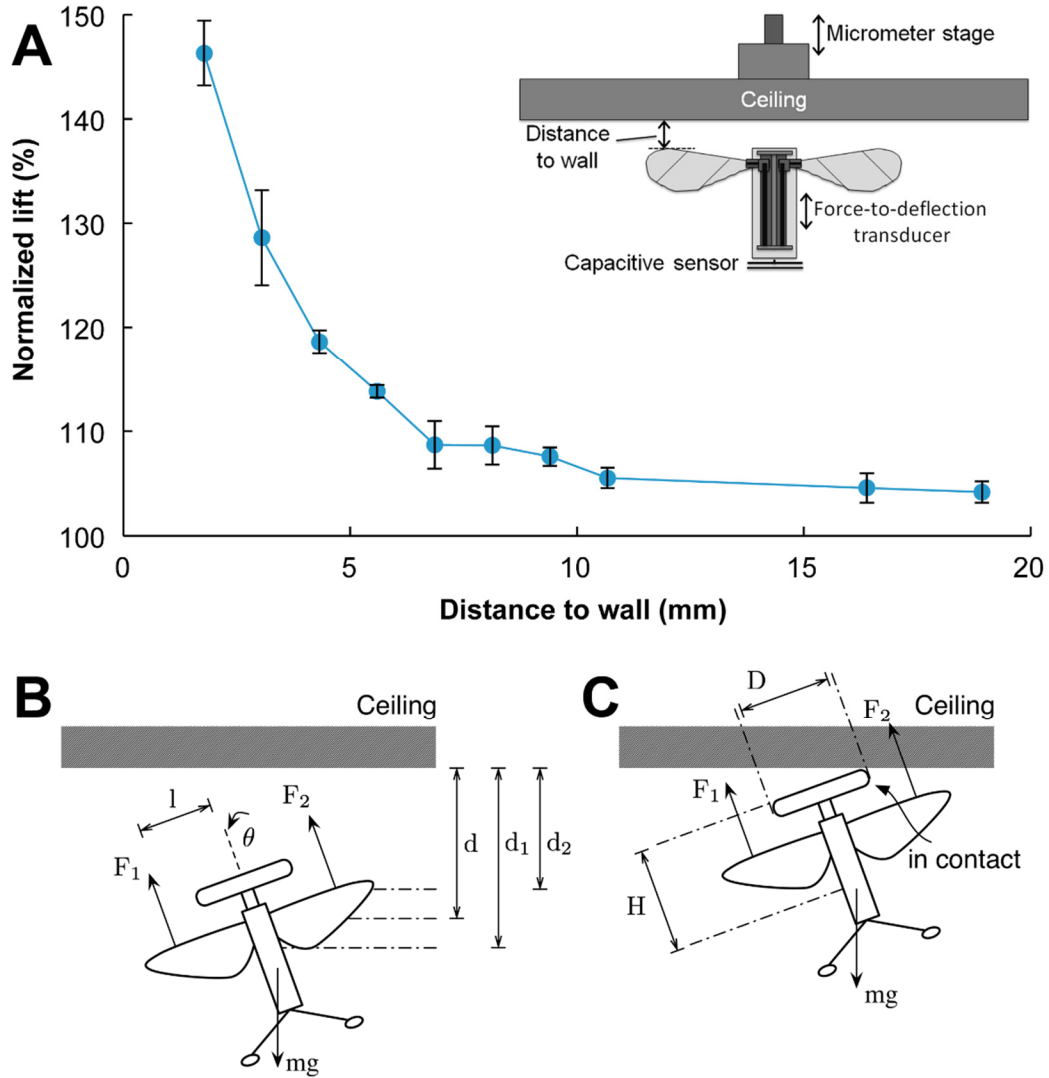 A
Normalized lift (%)
150
140
130
120
110
100
0
5
10
15
20
Distance to wall (mm)
Micrometer stage
Ceiling
Distance
to wall
Force-to-deflection
transducer
Capacitive sensor
B
Ceiling
l
θ
F₂
F₁
d
d₁
d₂
mg
C
D
F₂
Ceiling
F₁
in contact
H
mg